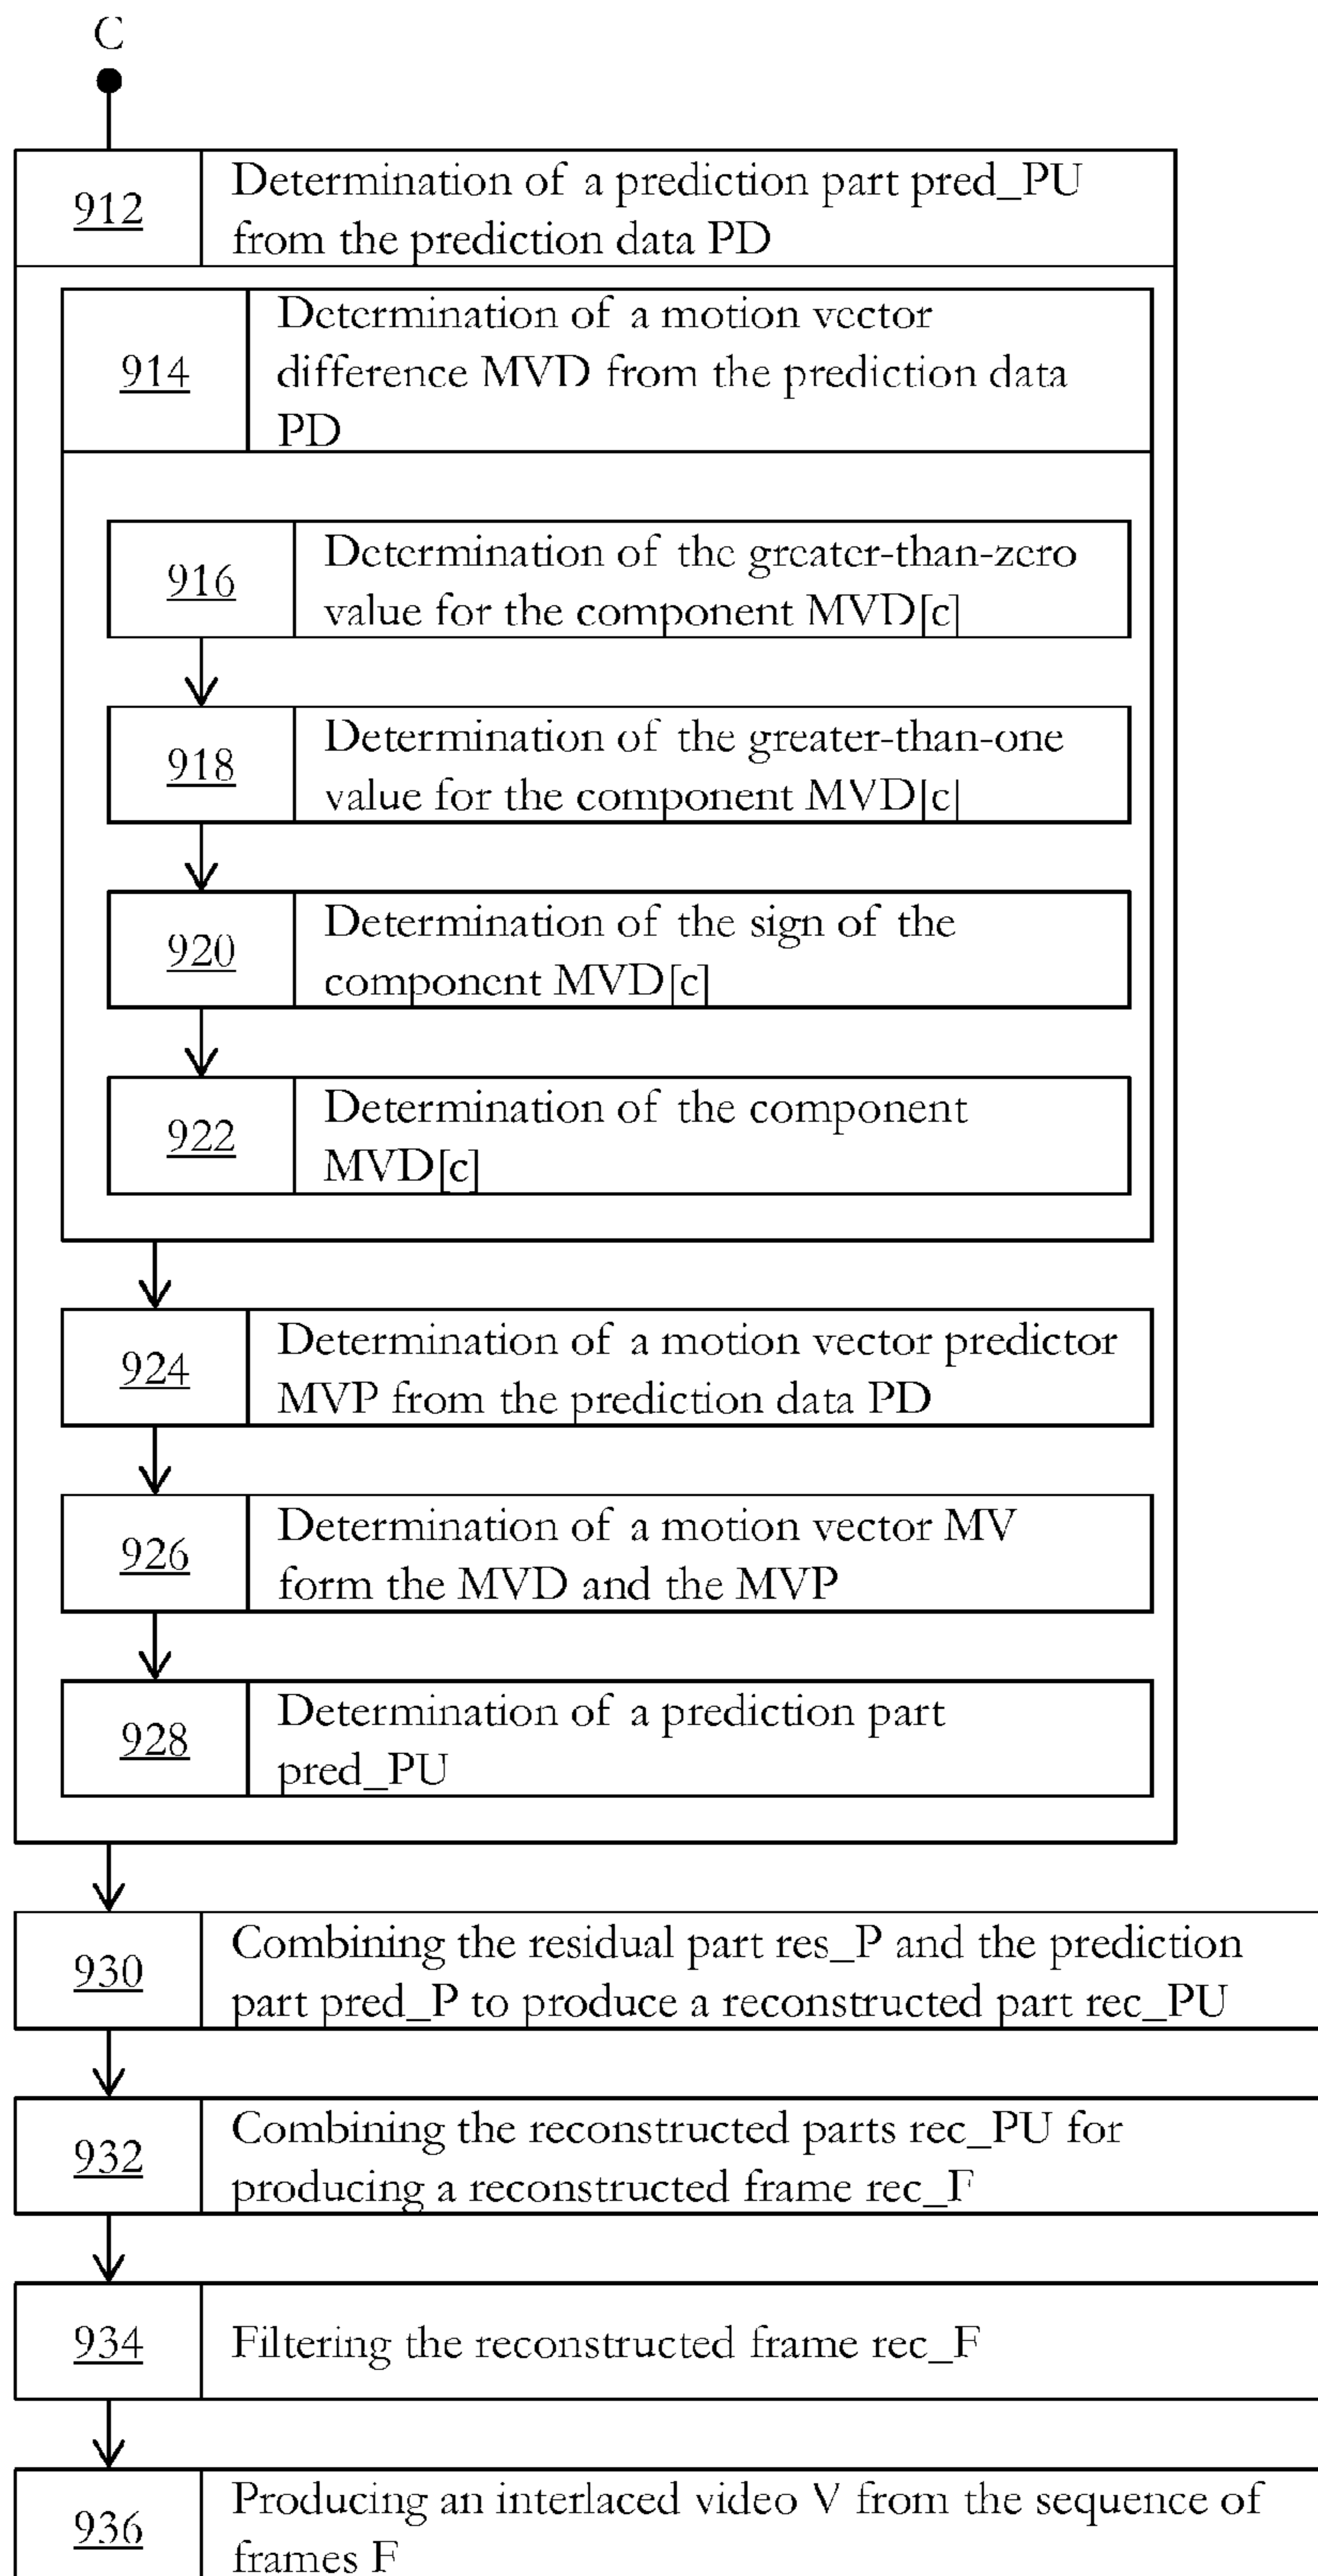 C
912
Determination of a prediction part pred_PU
from the prediction data PD
914
Determination of a motion vector
difference MVD from the prediction data
PD
916
Determination of the greater-than-zero
value for the component MVD[c]
918
Determination of the greater-than-one
value for the component MVD[c]
920
Determination of the sign of the
component MVD[c]
922
Determination of the component
MVD[c]
924
Determination of a motion vector predictor
MVP from the prediction data PD
926
Determination of a motion vector MV
form the MVD and the MVP
928
Determination of a prediction part
pred_PU
930
Combining the residual part res_P and the prediction
part pred_P to produce a reconstructed part rec_PU
932
Combining the reconstructed parts rec_PU for
producing a reconstructed frame rec_F
934
Filtering the reconstructed frame rec_F
936
Producing an interlaced video V from the sequence of
frames F